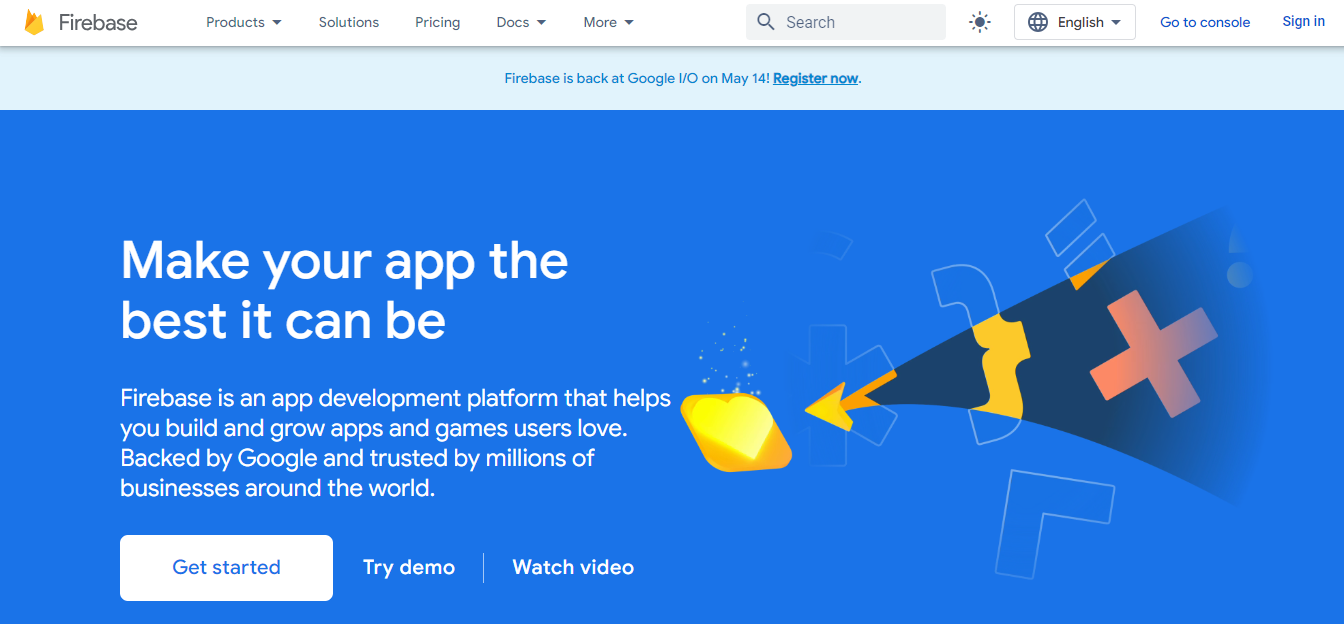 Firebase Products Solutions Pricing Docs More Search English Go to console Sign in
Firebase is back at Google I/O on May 14! Register now.
Make your app the
best it can be
Firebase is an app development platform that helps
you build and grow apps and games users love.
Backed by Google and trusted by millions of
businesses around the world.
Get started Try demo Watch video